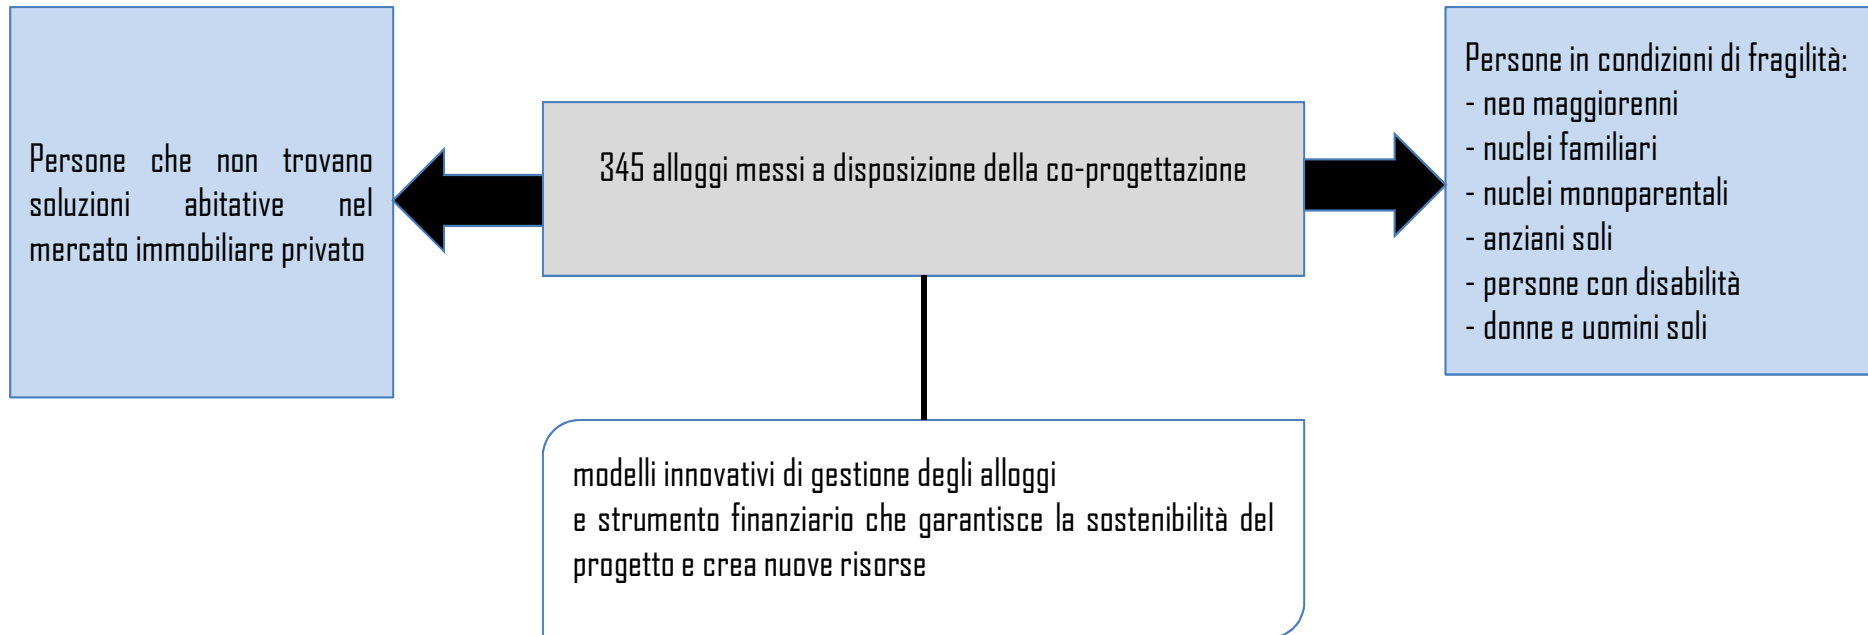 Persone che non trovano
soluzioni abitative nel
mercato immobiliare privato
345 alloggi messi a disposizione della co-progettazione
Persone in condizioni di fragilità:
- neo maggiorenni
- nuclei familiari
- nuclei monoparentali
- anziani soli
- persone con disabilità
- donne e uomini soli
modelli innovativi di gestione degli alloggi
e strumento finanziario che garantisce la sostenibilità del
progetto e crea nuove risorse